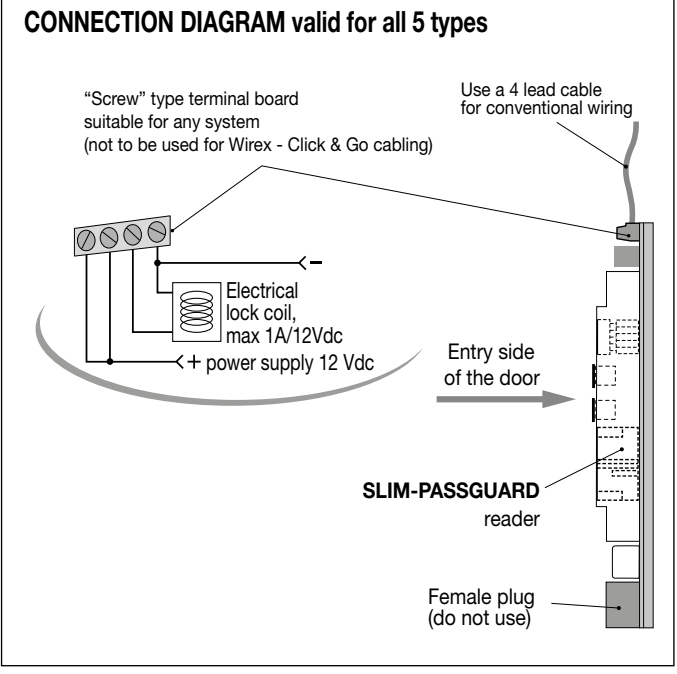 CONNECTION DIAGRAM valid for all 5 types
“Screw” type terminal board
suitable for any system
(not to be used for Wirex - Click & Go cabling)
Use a 4 lead cable
for conventional wiring
–
Electrical
lock coil,
max 1A/12Vdc
+ power supply 12 Vdc
Entry side
of the door
SLIM-PASSGUARD
reader
Female plug
(do not use)